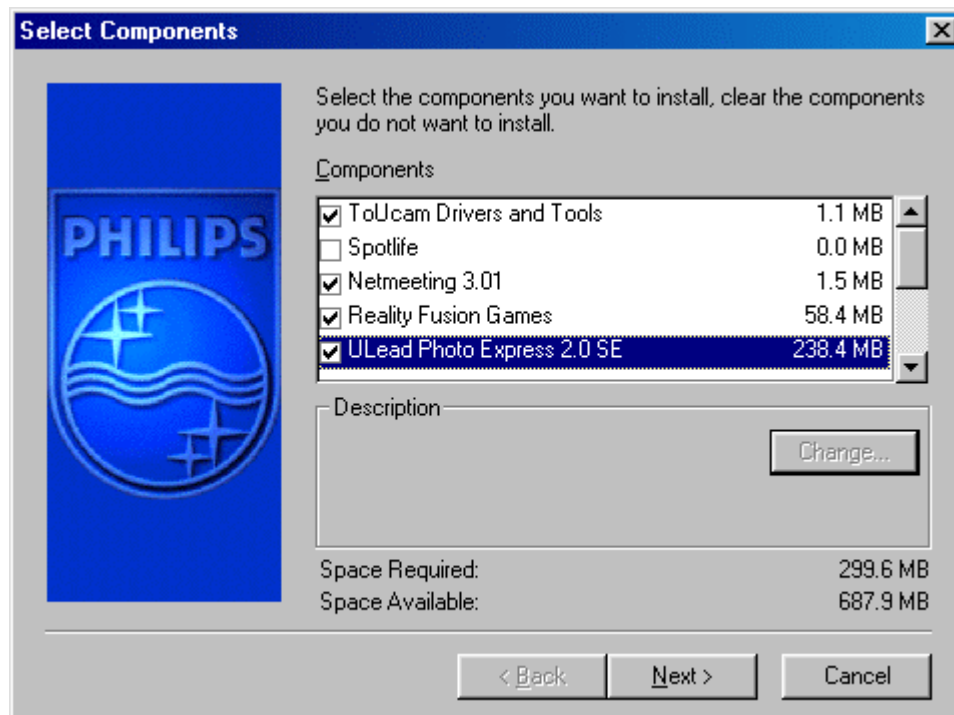 Select Components
Select the components you want to install, clear the components
you do not want to install.
Components
PHILIPS
ToUcam Drivers and Tools 1.1 MB
Spotlife 0.0 MB
Netmeeting 3.01 1.5 MB
Reality Fusion Games 58.4 MB
ULead Photo Express 2.0 SE 238.4 MB
Description
Change...
Space Required: 299.6 MB
Space Available: 687.9 MB
< Back Next > Cancel